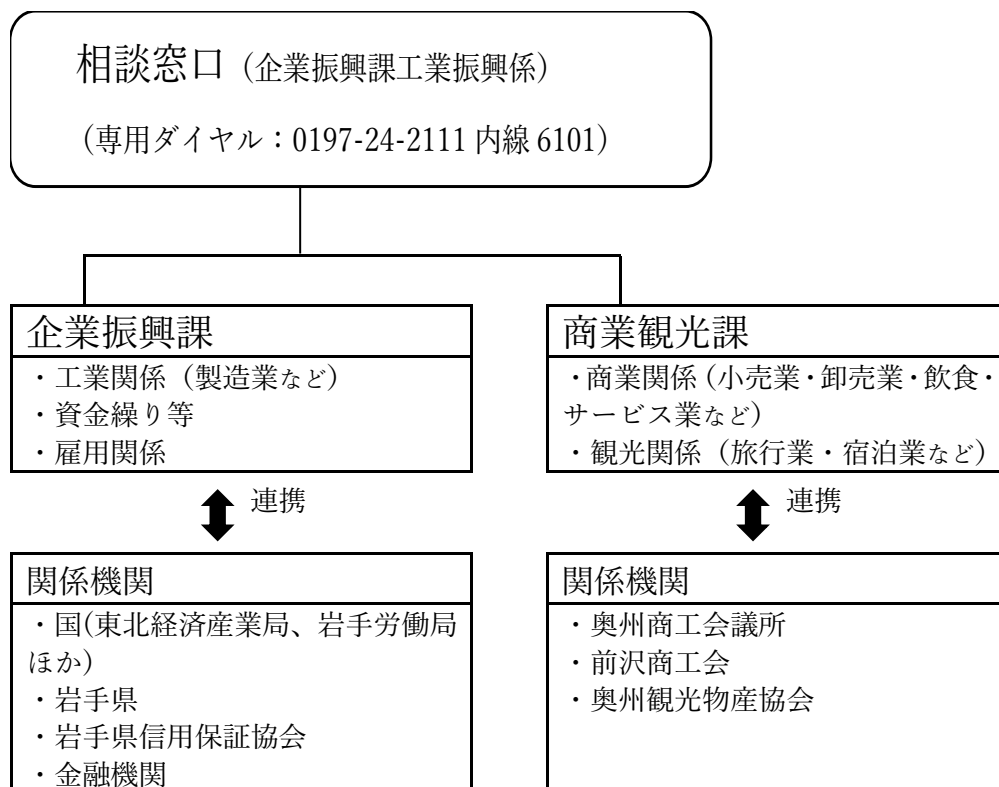 相談窓口（企業振興課工業振興係）
（専用ダイヤル：0197-24-2111 内線 6101）
企業振興課
・工業関係（製造業など）
・資金繰り等
・雇用関係
商業観光課
・商業関係（小売業・卸売業・飲食・
サービス業など）
・観光関係（旅行業・宿泊業など）
連携
連携
関係機関
・国(東北経済産業局、岩手労働局
ほか）
・岩手県
・岩手県信用保証協会
・金融機関
関係機関
・奥州商工会議所
・前沢商工会
・奥州観光物産協会